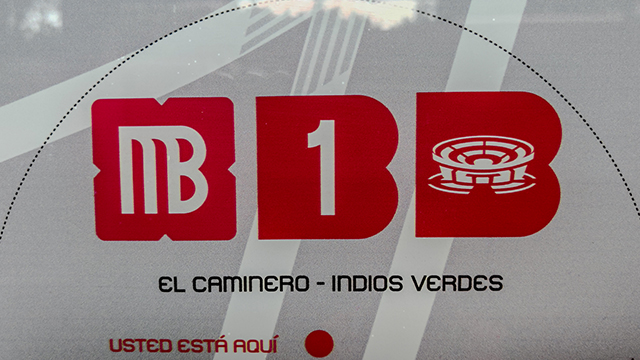 MB 1
EL CAMINERO - INDIOS VERDES
USTED ESTÁ AQUÍ